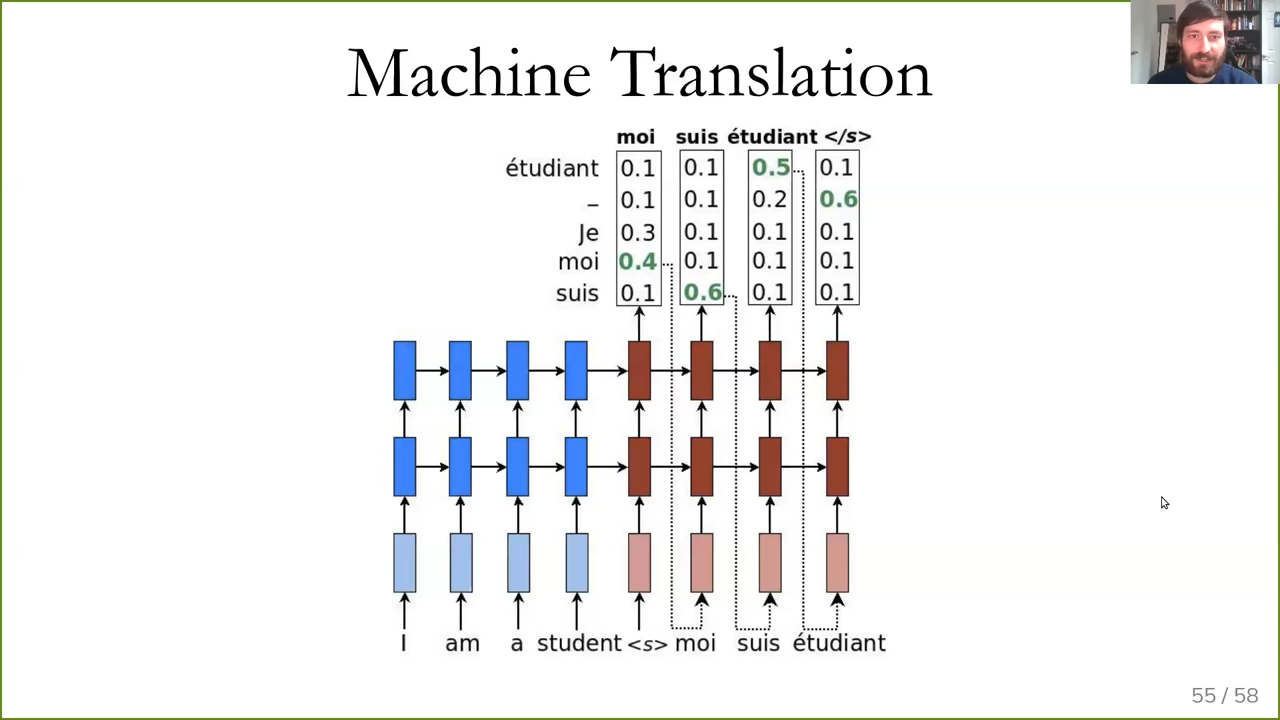 Machine Translation
moi suis étudiant </s>
étudiant 0.1 0.1 0.5 0.1
– 0.1 0.1 0.2 0.6
Je 0.3 0.1 0.1 0.1
moi 0.4 0.1 0.1 0.1
suis 0.1 0.6 0.1 0.1
I am a student <s> moi suis étudiant
55 / 58